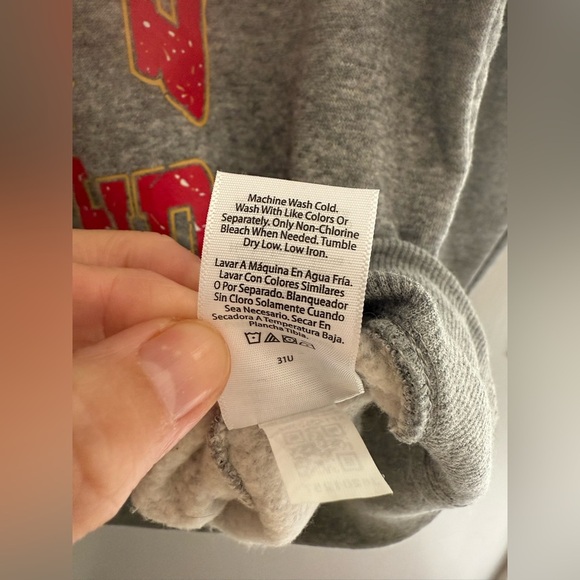 Machine Wash Cold.
Wash With Like Colors Or
Separately. Only Non-Chlorine
Bleach When Needed. Tumble
Dry Low. Low Iron.
Lavar A Máquina En Agua Fría.
Lavar Con Colores Similares
O Por Separado. Blanqueador
Sin Cloro Solamente Cuando
Sea Necesario. Secar En
Secadora A Temperatura Baja.
Plancha Tibia.
31U